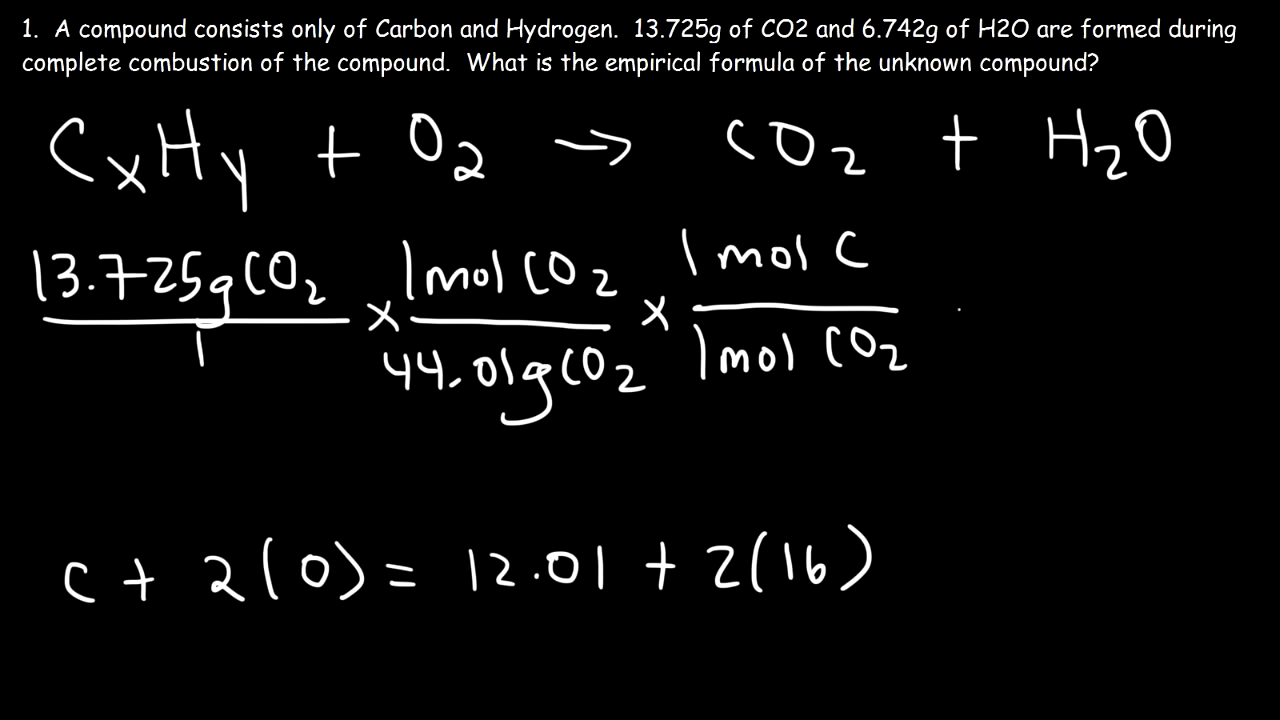 1. A compound consists only of Carbon and Hydrogen. 13.725g of CO2 and 6.742g of H2O are formed during
complete combustion of the compound. What is the empirical formula of the unknown compound?
CxHy + O2 → CO2 + H2O
13.725g CO2 / 1 x 1 mol CO2 / 44.01g CO2 x 1 mol C / 1 mol CO2
C + 2(O) = 12.01 + 2(16)